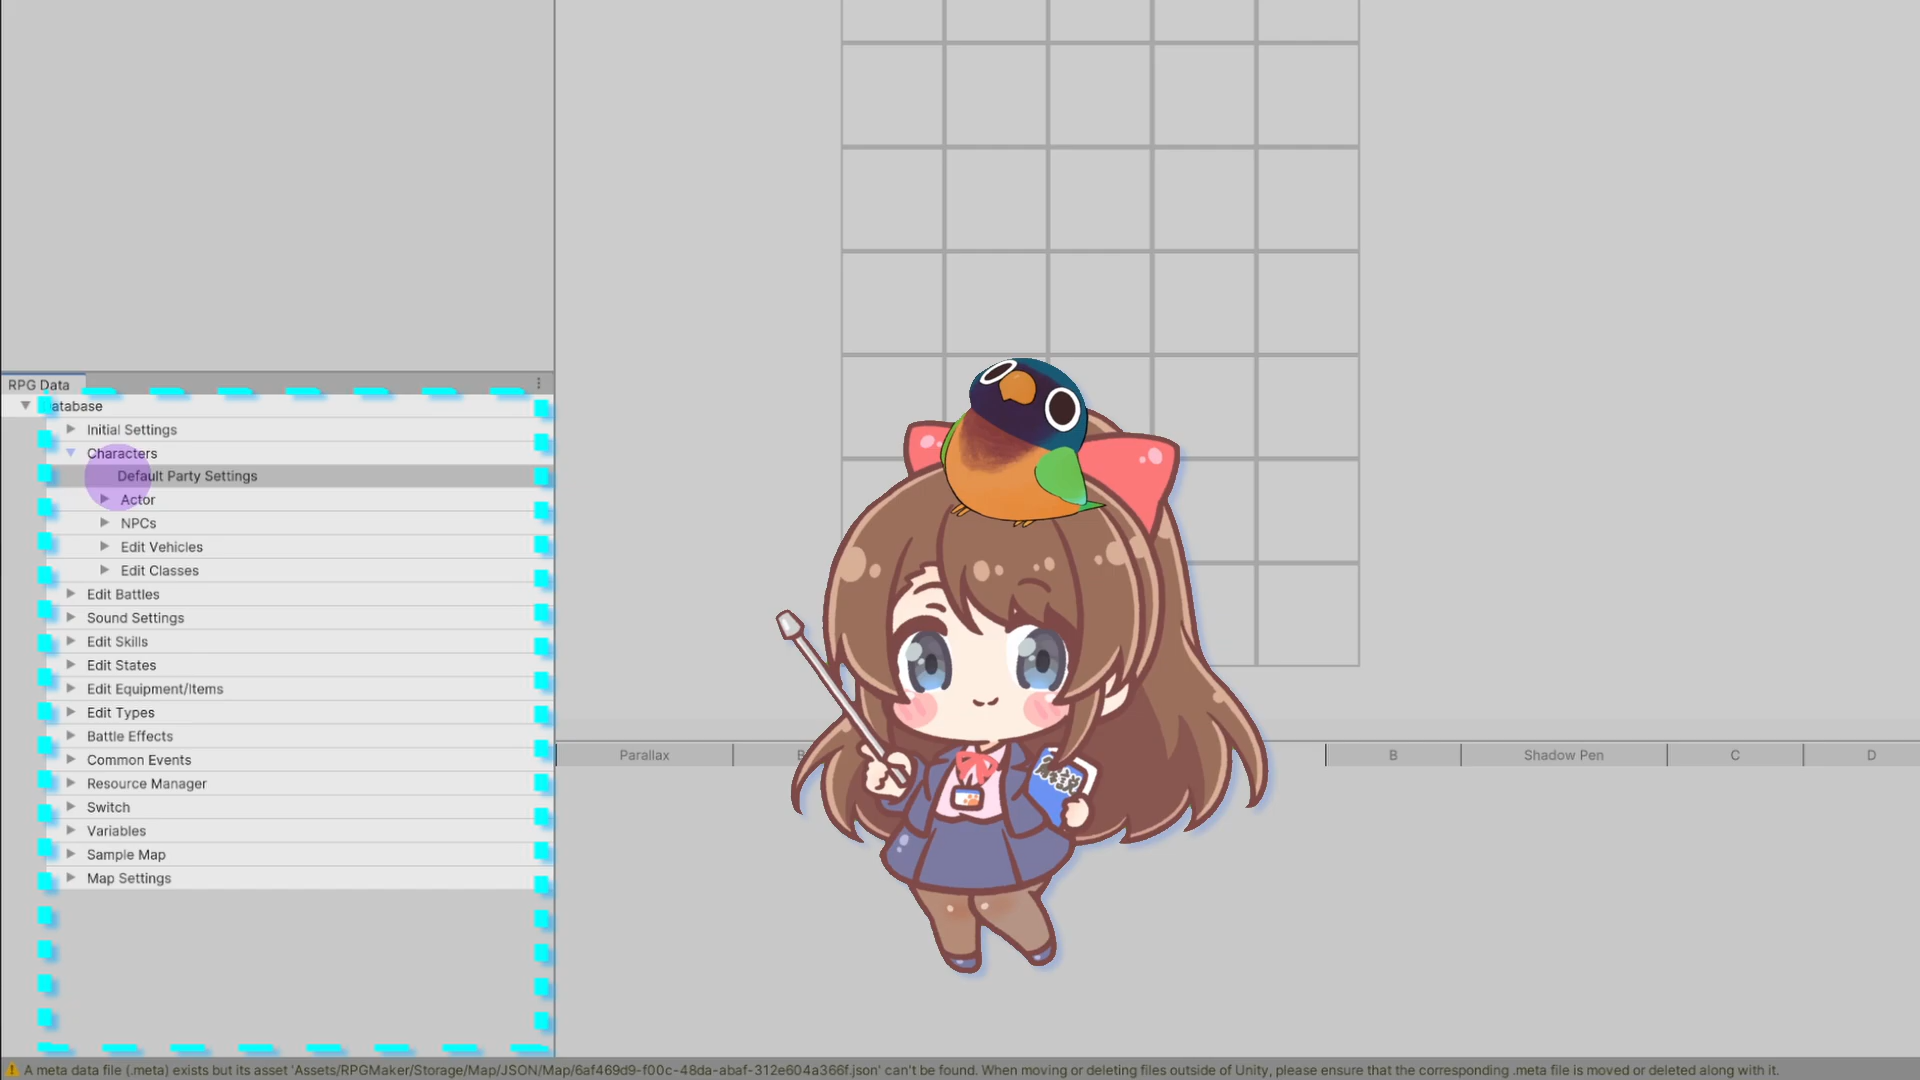 RPG Data
atabase
Initial Settings
Characters
Default Party Settings
Actor
NPCs
Edit Vehicles
Edit Classes
Edit Battles
Sound Settings
Edit Skills
Edit States
Edit Equipment/Items
Edit Types
Battle Effects
Common Events
Resource Manager
Switch
Variables
Sample Map
Map Settings
Parallax B Shadow Pen C D
A meta data file (.meta) exists but its asset 'Assets/RPGMaker/Storage/Map/JSON/Map/6af469d9-f00c-48da-abaf-312e604a366f.json' can't be found. When moving or deleting files outside of Unity, please ensure that the corresponding .meta file is moved or deleted along with it.